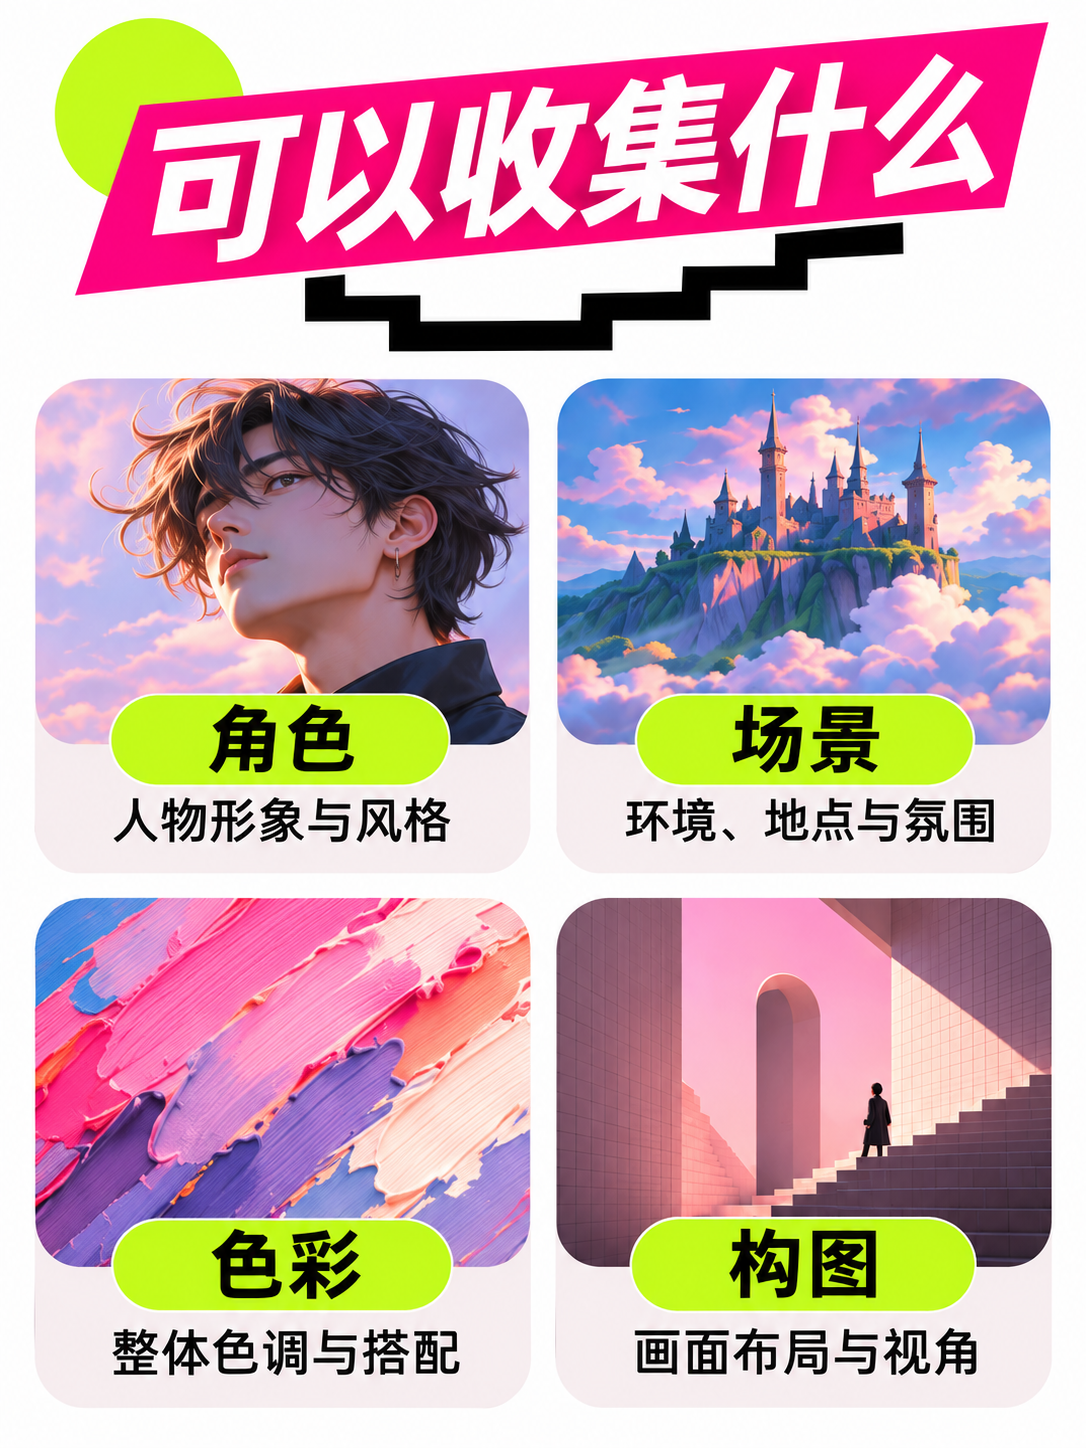 可以收集什么
角色
人物形象与风格
场景
环境、地点与氛围
色彩
整体色调与搭配
构图
画面布局与视角